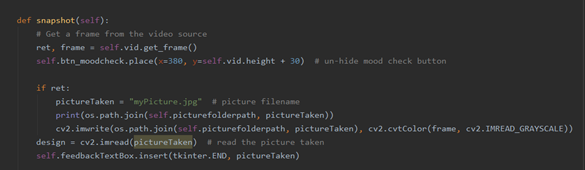 def snapshot(self):
# Get a frame from the video source
ret, frame = self.vid.get_frame()
self.btn_moodcheck.place(x=380, y=self.vid.height + 30)  # un-hide mood check button
if ret:
pictureTaken = "myPicture.jpg"  # picture filename
print(os.path.join(self.picturefolderpath, pictureTaken))
cv2.imwrite(os.path.join(self.picturefolderpath, pictureTaken), cv2.cvtColor(frame, cv2.IMREAD_GRAYSCALE))
design = cv2.imread(pictureTaken)  # read the picture taken
self.feedbackTextBox.insert(tkinter.END, pictureTaken)